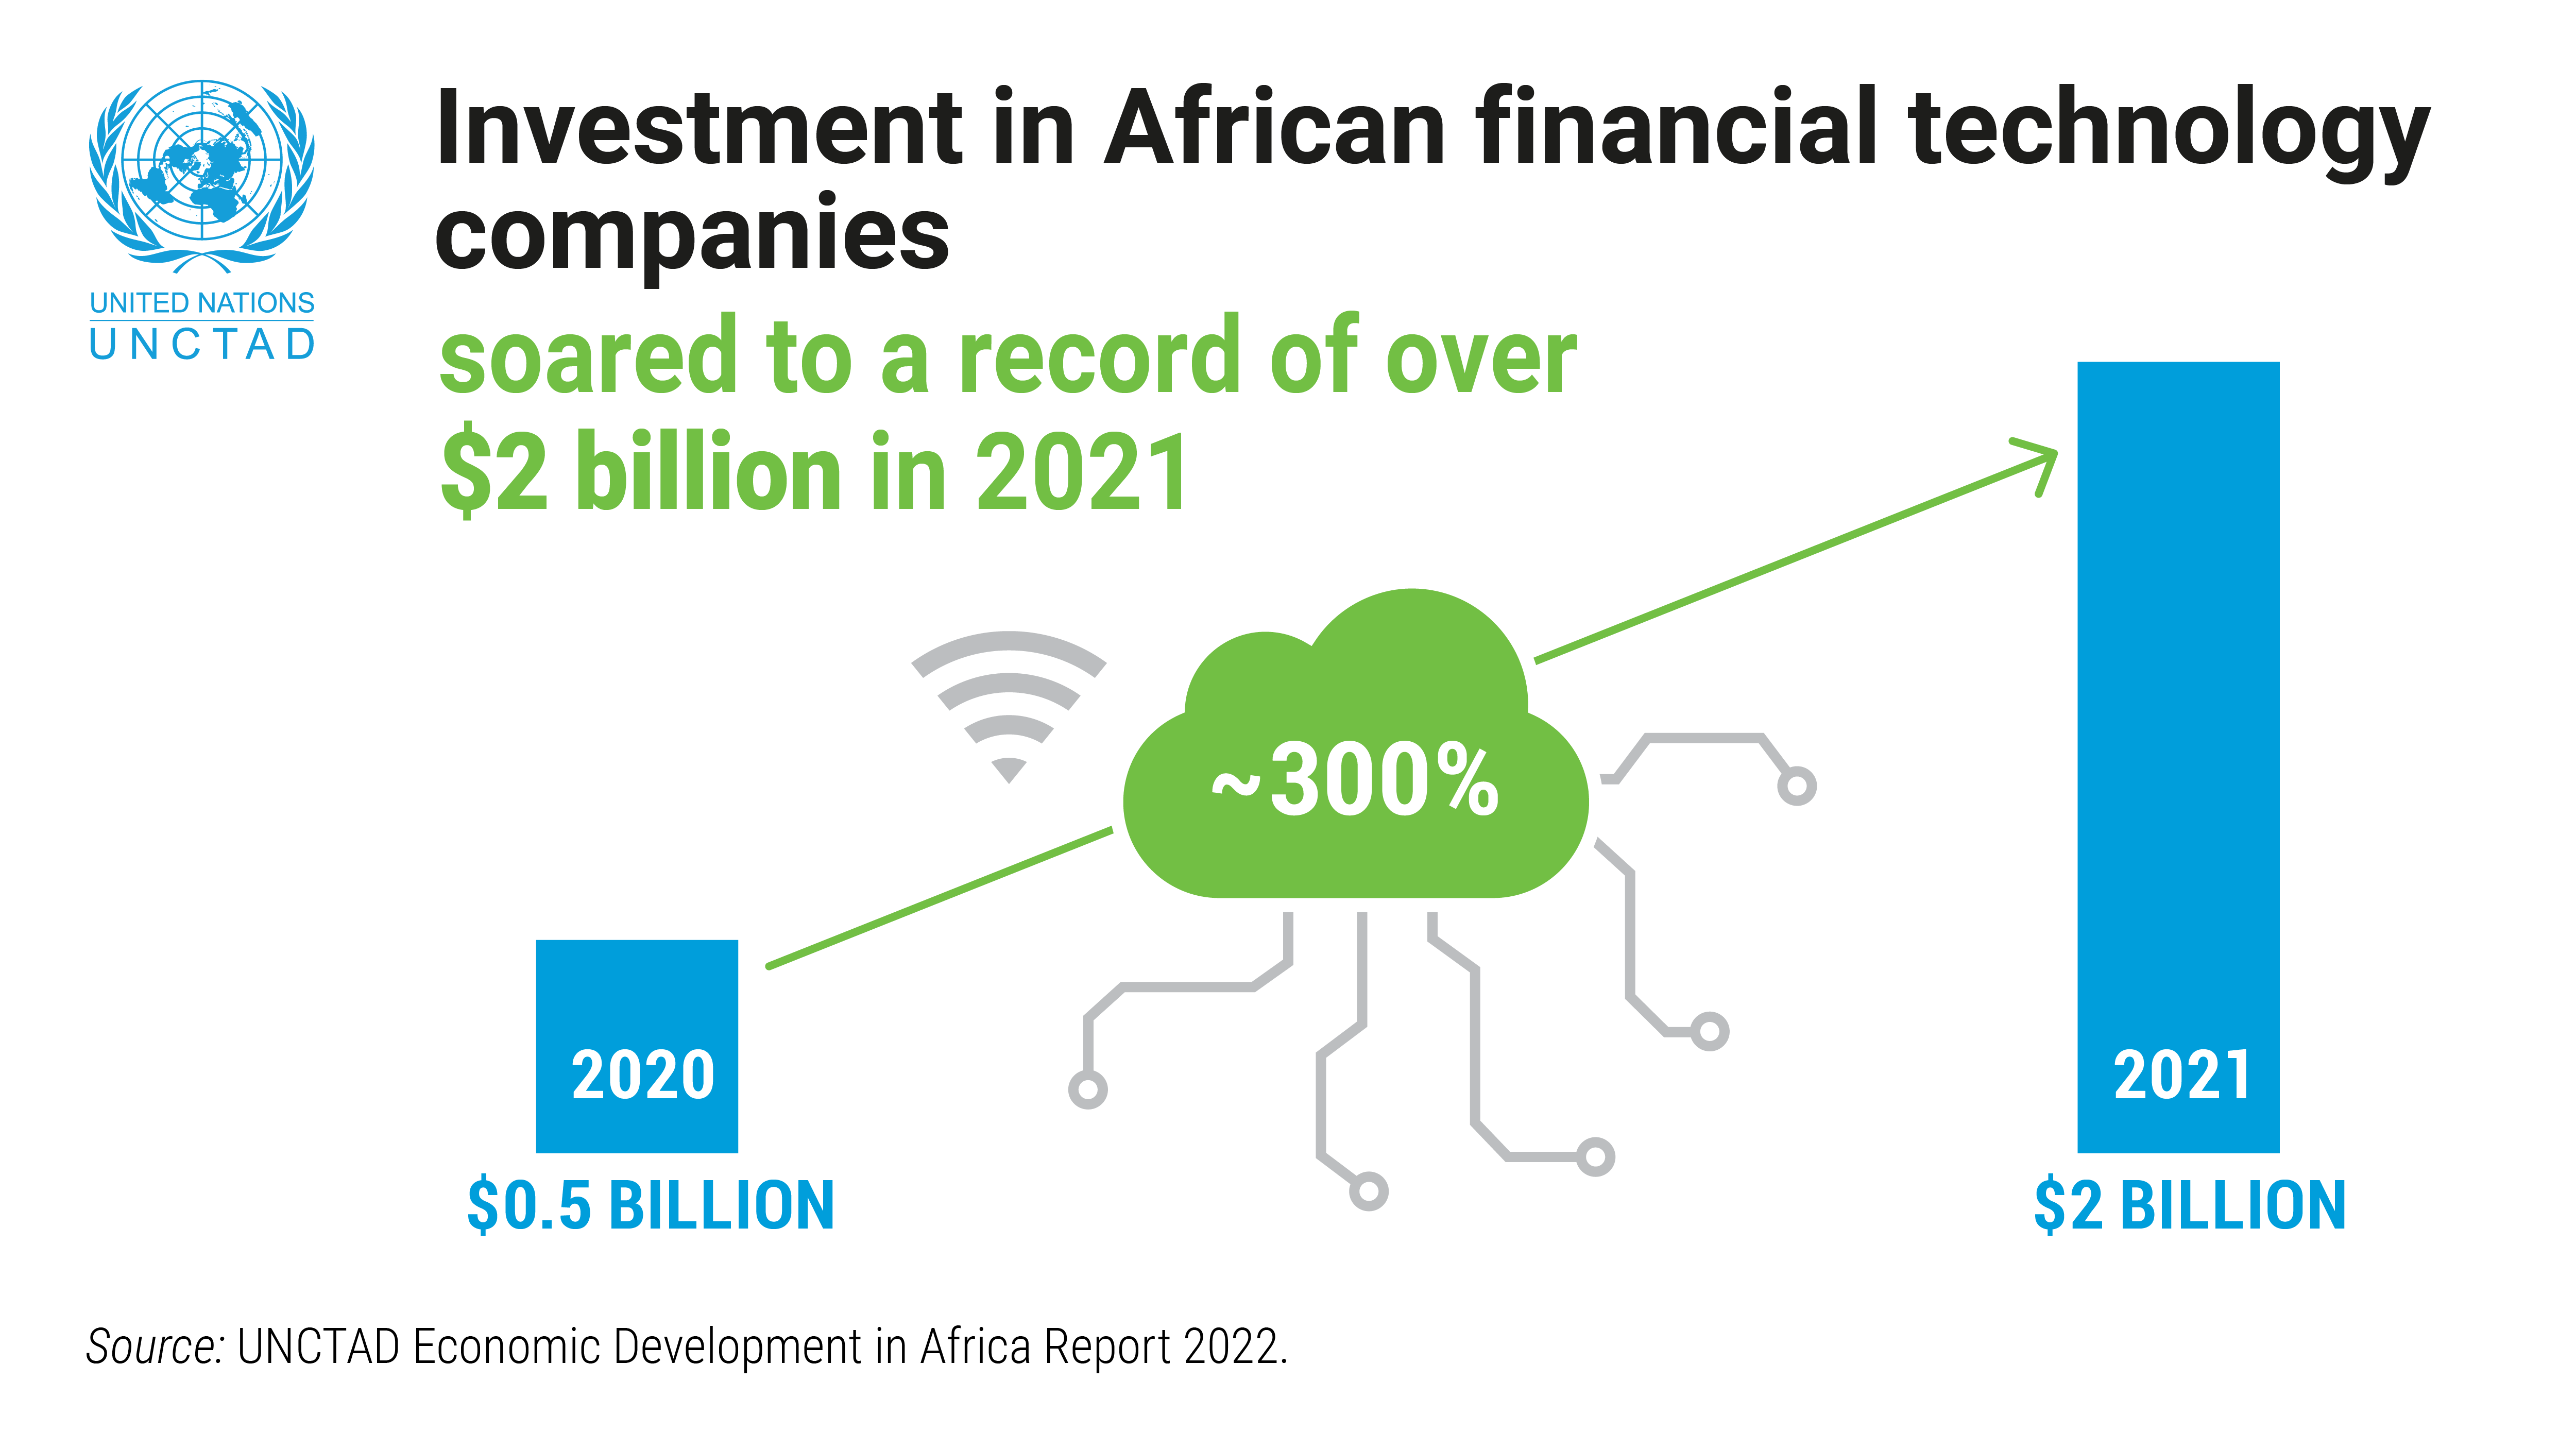 UNITED NATIONS
UNCTAD
Investment in African financial technology
companies
soared to a record of over
$2 billion in 2021
~300%
2020
$0.5 BILLION
2021
$2 BILLION
Source: UNCTAD Economic Development in Africa Report 2022.